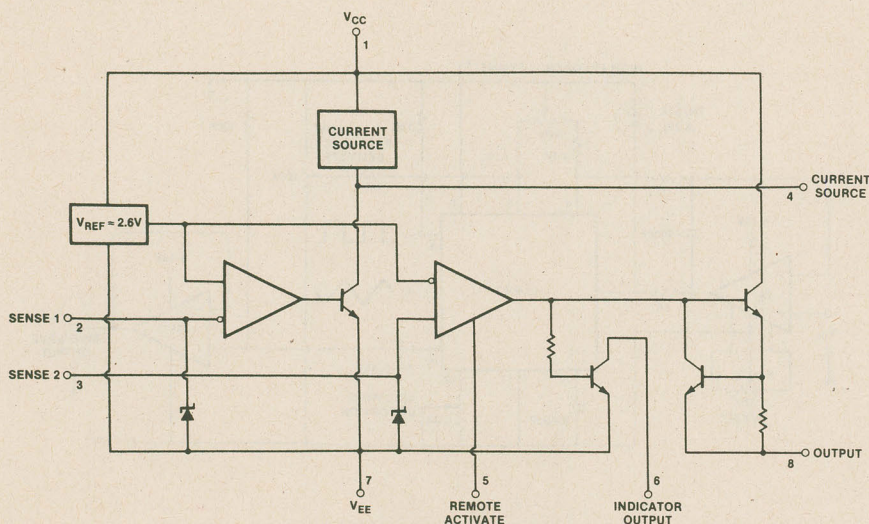 VCC
1
CURRENT
SOURCE
CURRENT
SOURCE
4
VREF ≈ 2.6V
SENSE 1
2
SENSE 2
3
7
VEE
5
REMOTE
ACTIVATE
6
INDICATOR
OUTPUT
OUTPUT
8